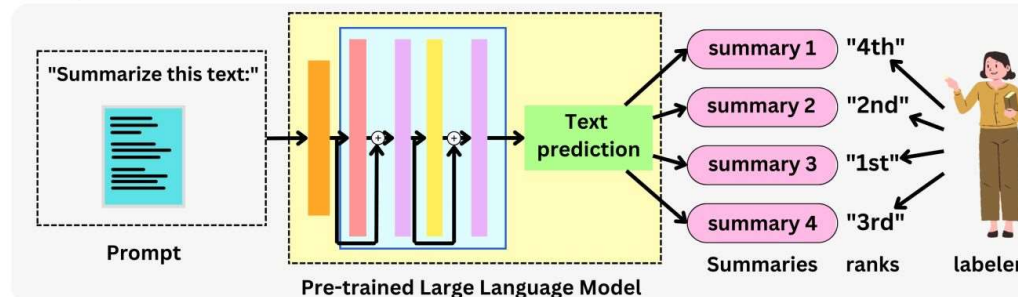 "Summarize this text:"
Prompt
Text
prediction
Pre-trained Large Language Model
summary 1 "4th"
summary 2 "2nd"
summary 3 "1st"
summary 4 "3rd"
Summaries ranks labeler